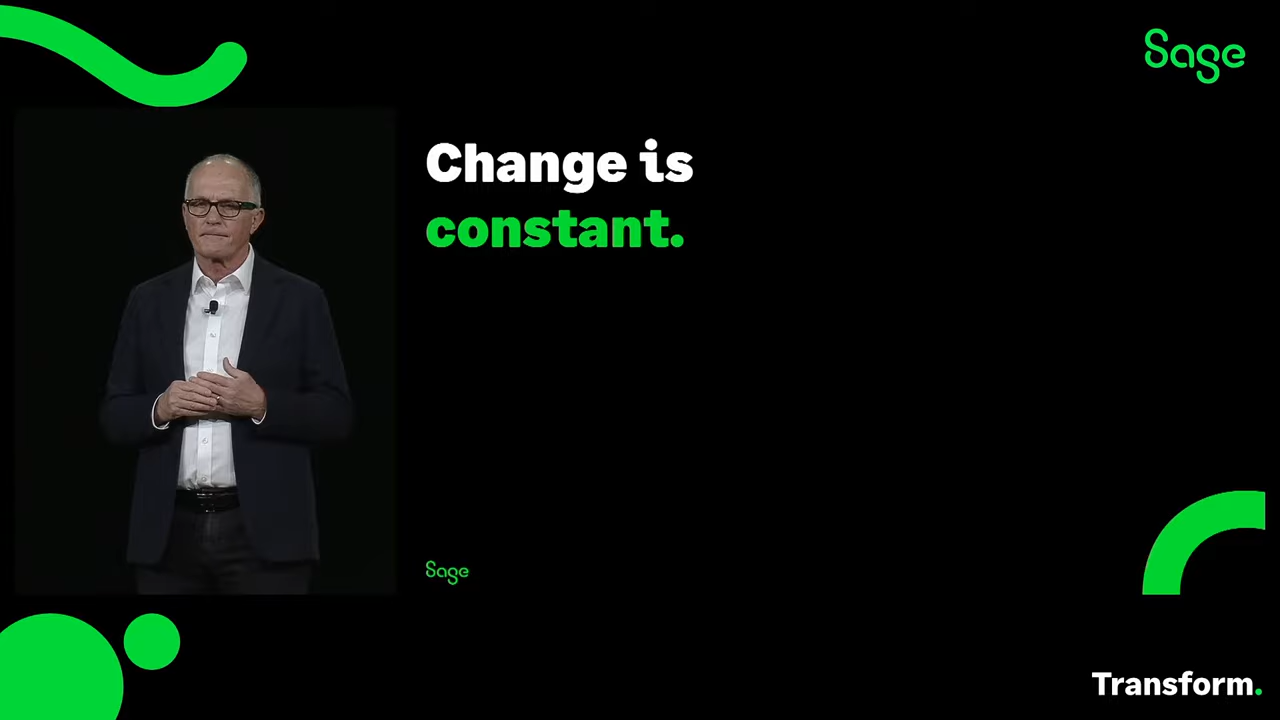 Sage
Change is
constant.
Sage
Transform.